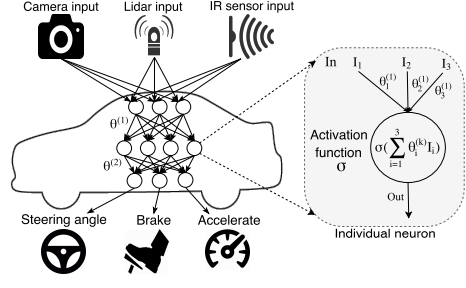 Camera input Lidar input IR sensor input
In I₁ I₂ I₃
θ₁⁽¹⁾ θ₂⁽¹⁾ θ₃⁽¹⁾
θ⁽¹⁾
θ⁽²⁾
Activation
function
σ
σ(∑³ᵢ₌₁ θᵢ⁽ᵏ⁾Iᵢ)
Out
Individual neuron
Steering angle Brake Accelerate